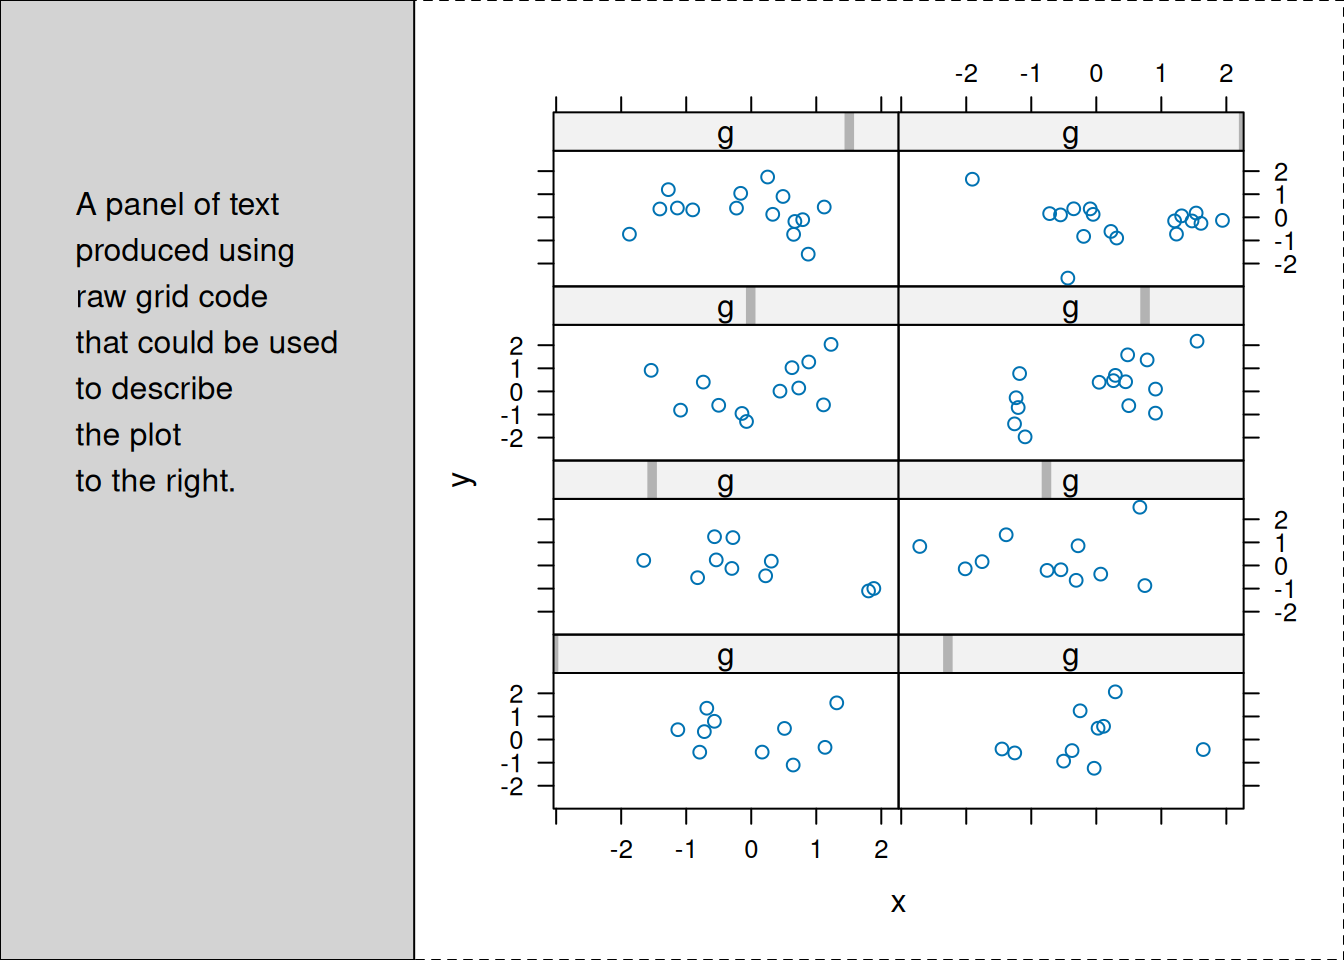 A panel of text
produced using
raw grid code
that could be used
to describe
the plot
to the right.
-2 -1 0 1 2
g g
2
1
0
-1
-2
g g
2
1
0
-1
-2
y
g g
2
1
0
-1
-2
g g
2
1
0
-1
-2
-2 -1 0 1 2
x